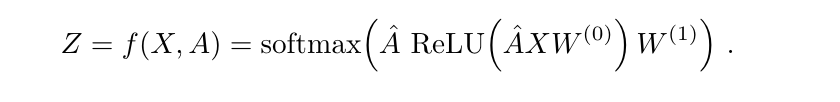 Z = f(X, A) = softmax(Â ReLU(ÂXW⁽⁰⁾) W⁽¹⁾) .